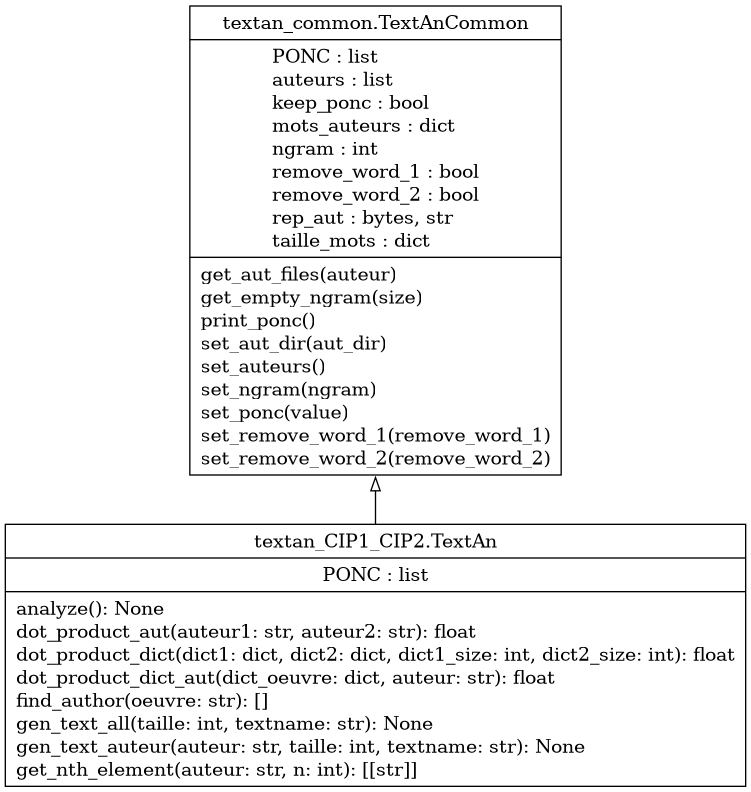 textan_common.TextAnCommon
PONC : list
auteurs : list
keep_ponc : bool
mots_auteurs : dict
ngram : int
remove_word_1 : bool
remove_word_2 : bool
rep_aut : bytes, str
taille_mots : dict
get_aut_files(auteur)
get_empty_ngram(size)
print_ponc()
set_aut_dir(aut_dir)
set_auteurs()
set_ngram(ngram)
set_ponc(value)
set_remove_word_1(remove_word_1)
set_remove_word_2(remove_word_2)
textan_CIP1_CIP2.TextAn
PONC : list
analyze(): None
dot_product_aut(auteur1: str, auteur2: str): float
dot_product_dict(dict1: dict, dict2: dict, dict1_size: int, dict2_size: int): float
dot_product_dict_aut(dict_oeuvre: dict, auteur: str): float
find_author(oeuvre: str): []
gen_text_all(taille: int, textname: str): None
gen_text_auteur(auteur: str, taille: int, textname: str): None
get_nth_element(auteur: str, n: int): [[str]]